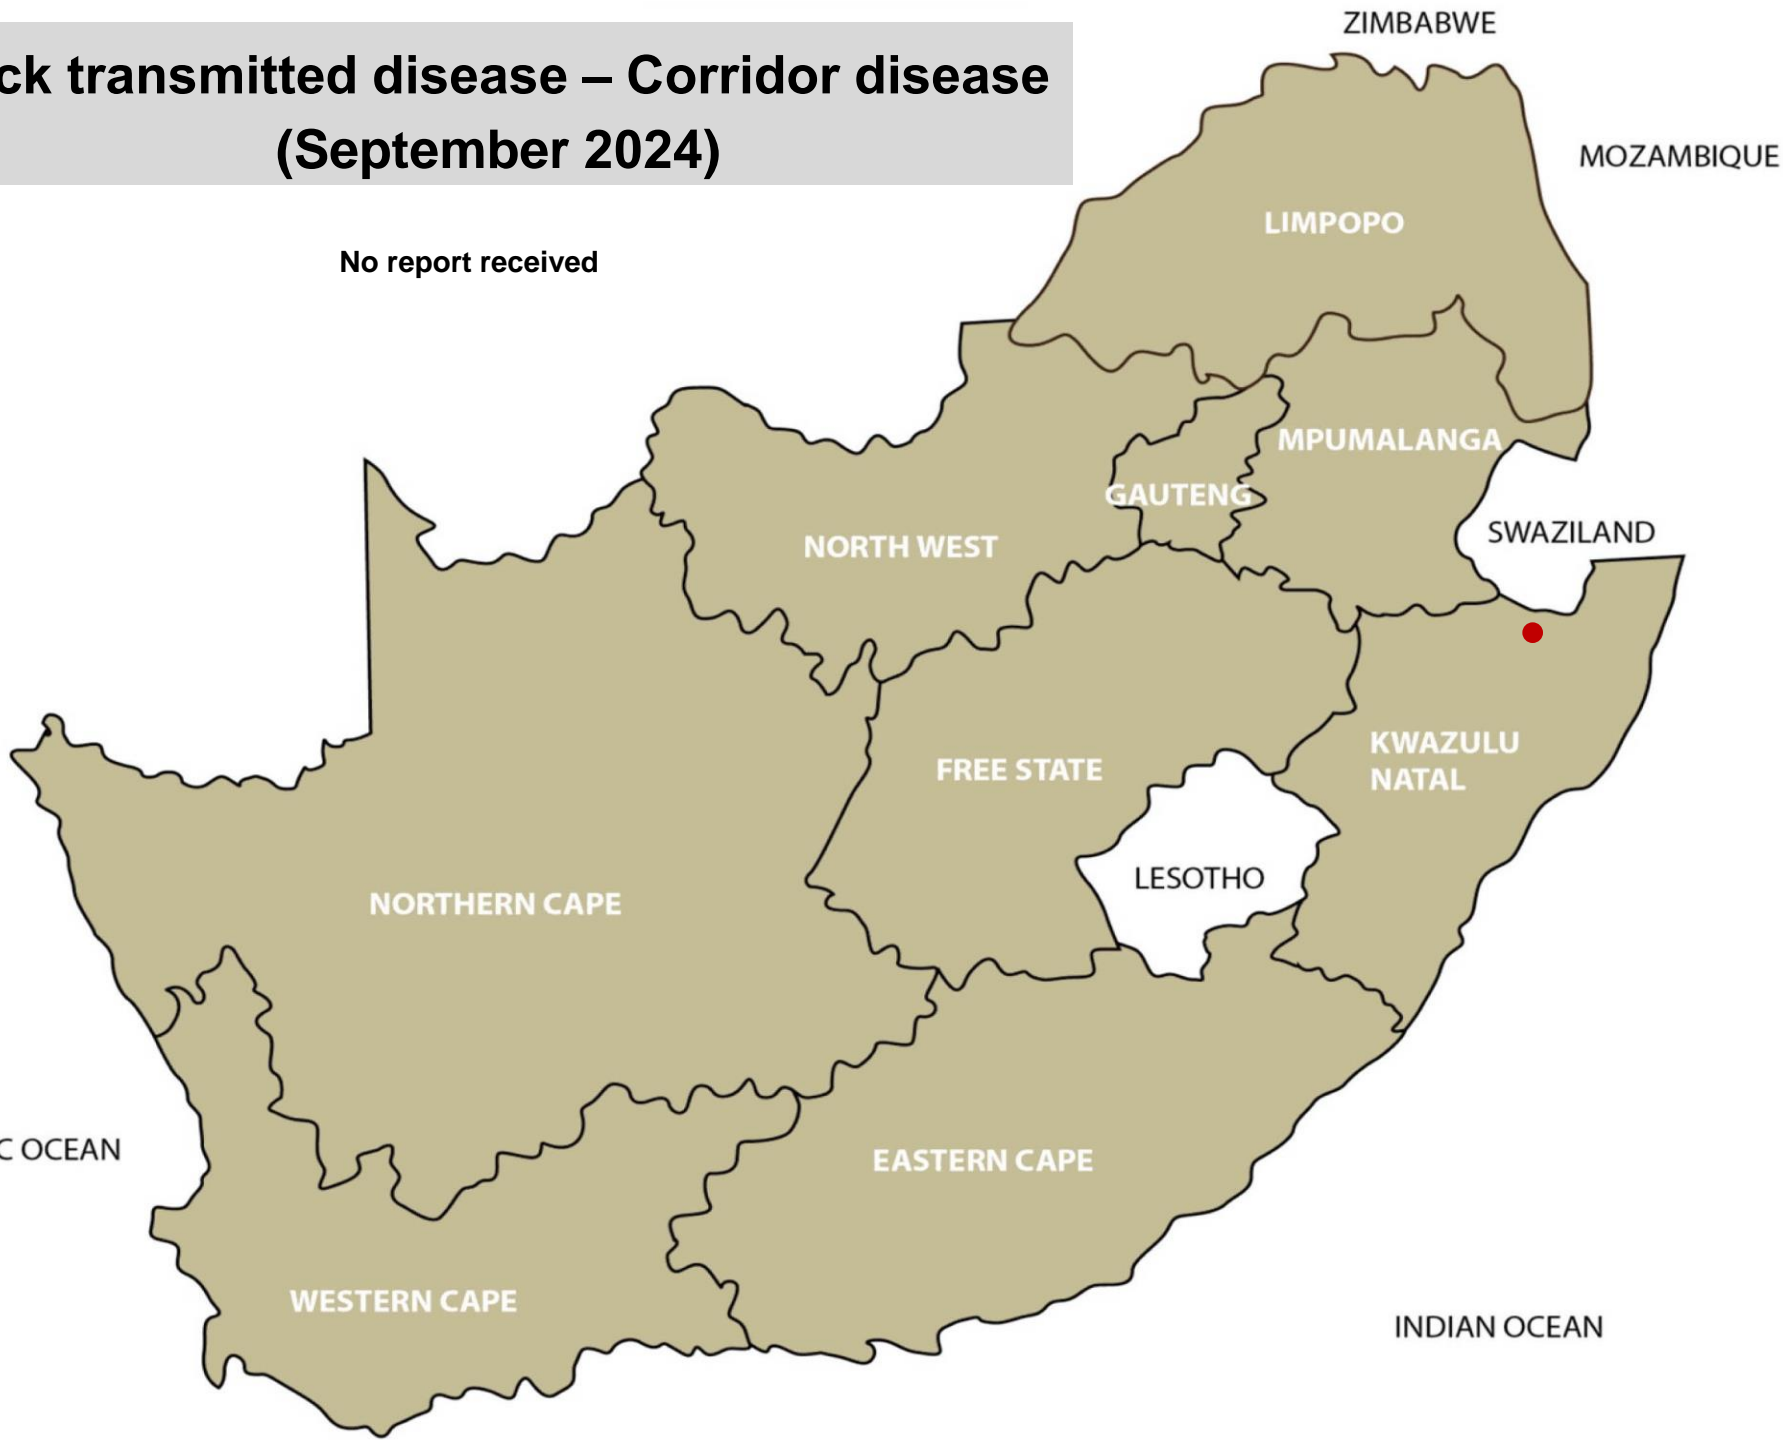 ck transmitted disease – Corridor disease
(September 2024)
No report received
ZIMBABWE
MOZAMBIQUE
LIMPOPO
MPUMALANGA
GAUTENG
NORTH WEST
SWAZILAND
KWAZULU
NATAL
FREE STATE
LESOTHO
NORTHERN CAPE
C OCEAN
EASTERN CAPE
WESTERN CAPE
INDIAN OCEAN